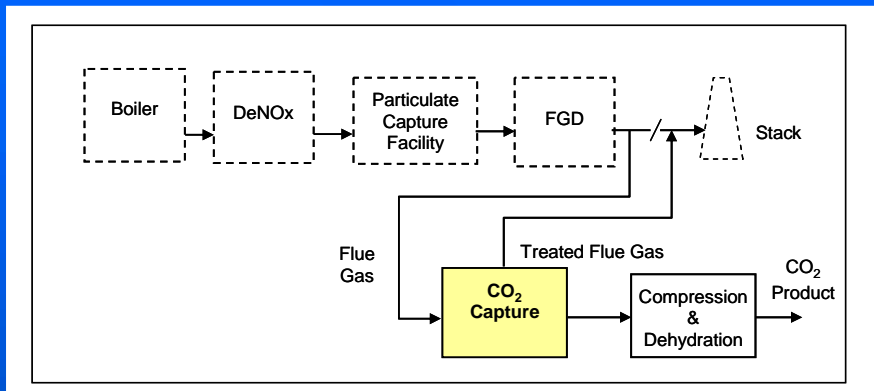 Boiler
DeNOx
Particulate
Capture
Facility
FGD
Stack
Flue
Gas
Treated Flue Gas
CO₂
Capture
Compression
&
Dehydration
CO₂
Product